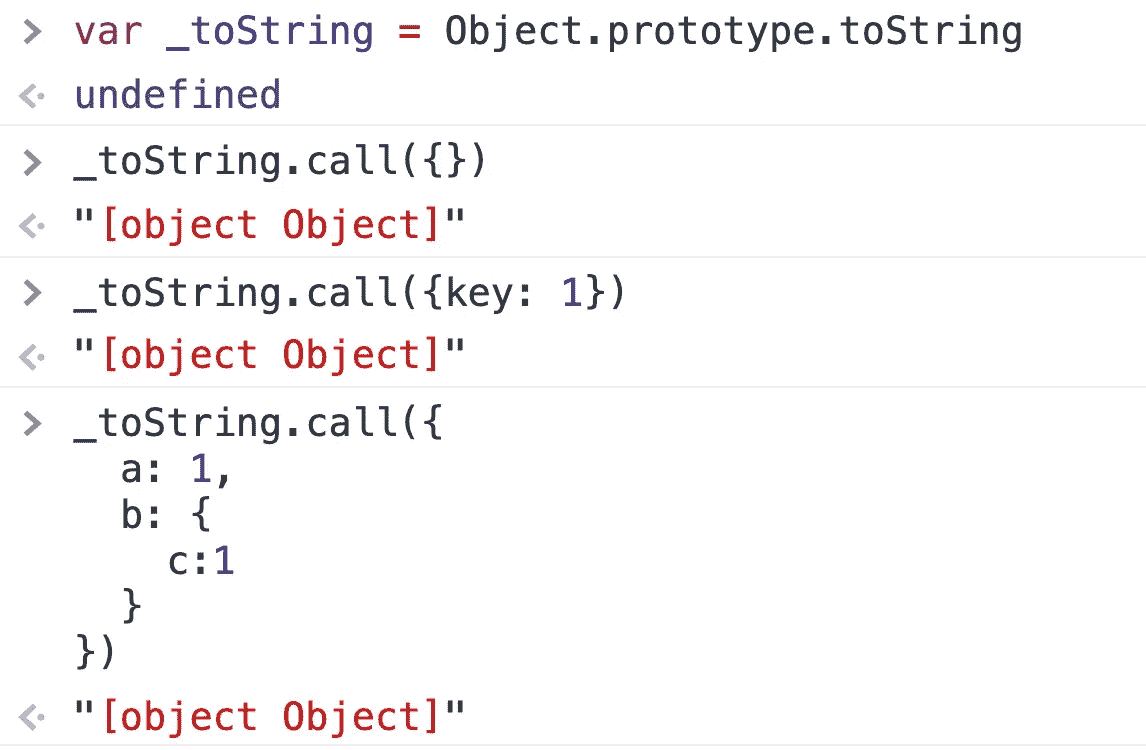 > var _toString = Object.prototype.toString
<· undefined
> _toString.call({})
<· "[object Object]"
> _toString.call({key: 1})
<· "[object Object]"
> _toString.call({
a: 1,
b: {
c:1
}
})
<· "[object Object]"